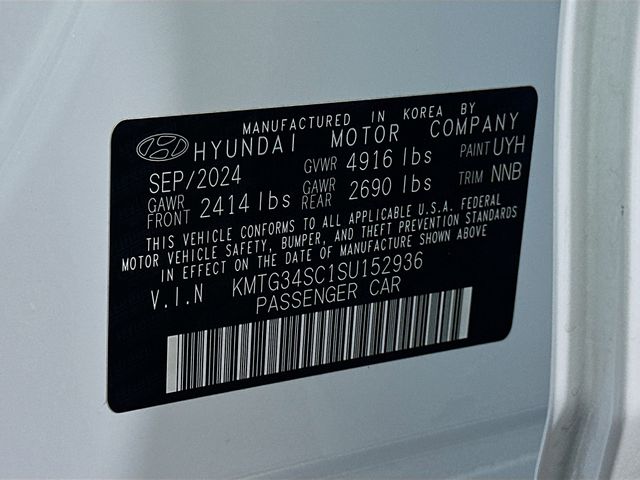 MANUFACTURED IN KOREA BY
HYUNDAI MOTOR COMPANY
SEP/2024 GVWR 4916 lbs PAINT UYH
GAWR FRONT 2414 lbs GAWR REAR 2690 lbs TRIM NNB
THIS VEHICLE CONFORMS TO ALL APPLICABLE U.S.A. FEDERAL
MOTOR VEHICLE SAFETY, BUMPER, AND THEFT PREVENTION STANDARDS
IN EFFECT ON THE DATE OF MANUFACTURE SHOWN ABOVE
V.I.N KMTG34SC1SU152936
PASSENGER CAR